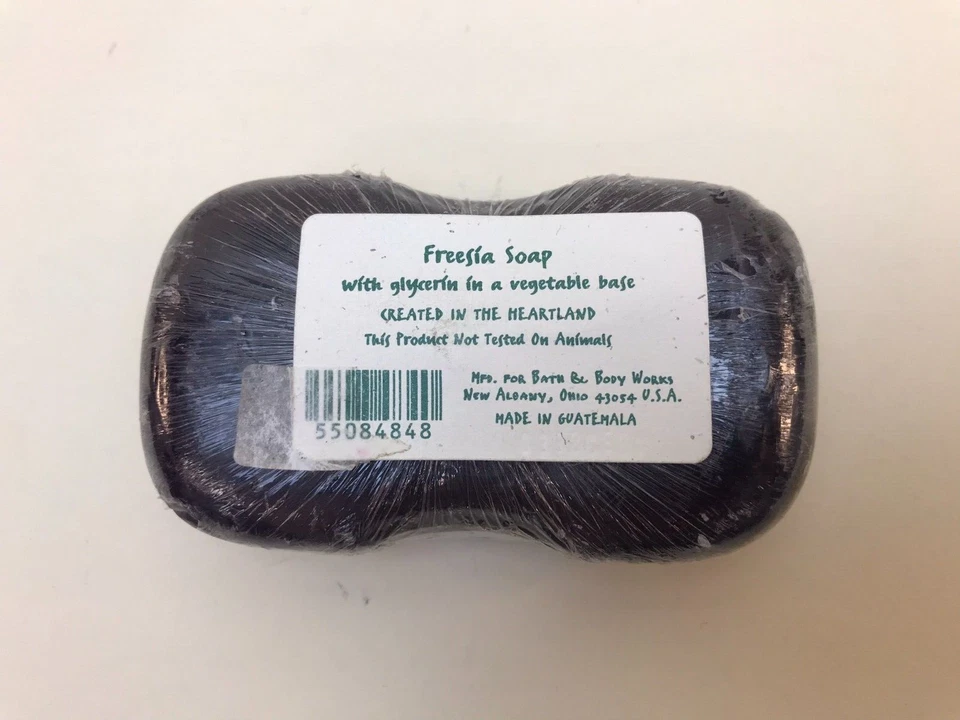 Freesia Soap
with glycerin in a vegetable base
CREATED IN THE HEARTLAND
This Product Not Tested On Animals
55084848
MFD. FOR BATH & BODY WORKS
NEW ALBANY, OHIO 43054 U.S.A.
MADE IN GUATEMALA